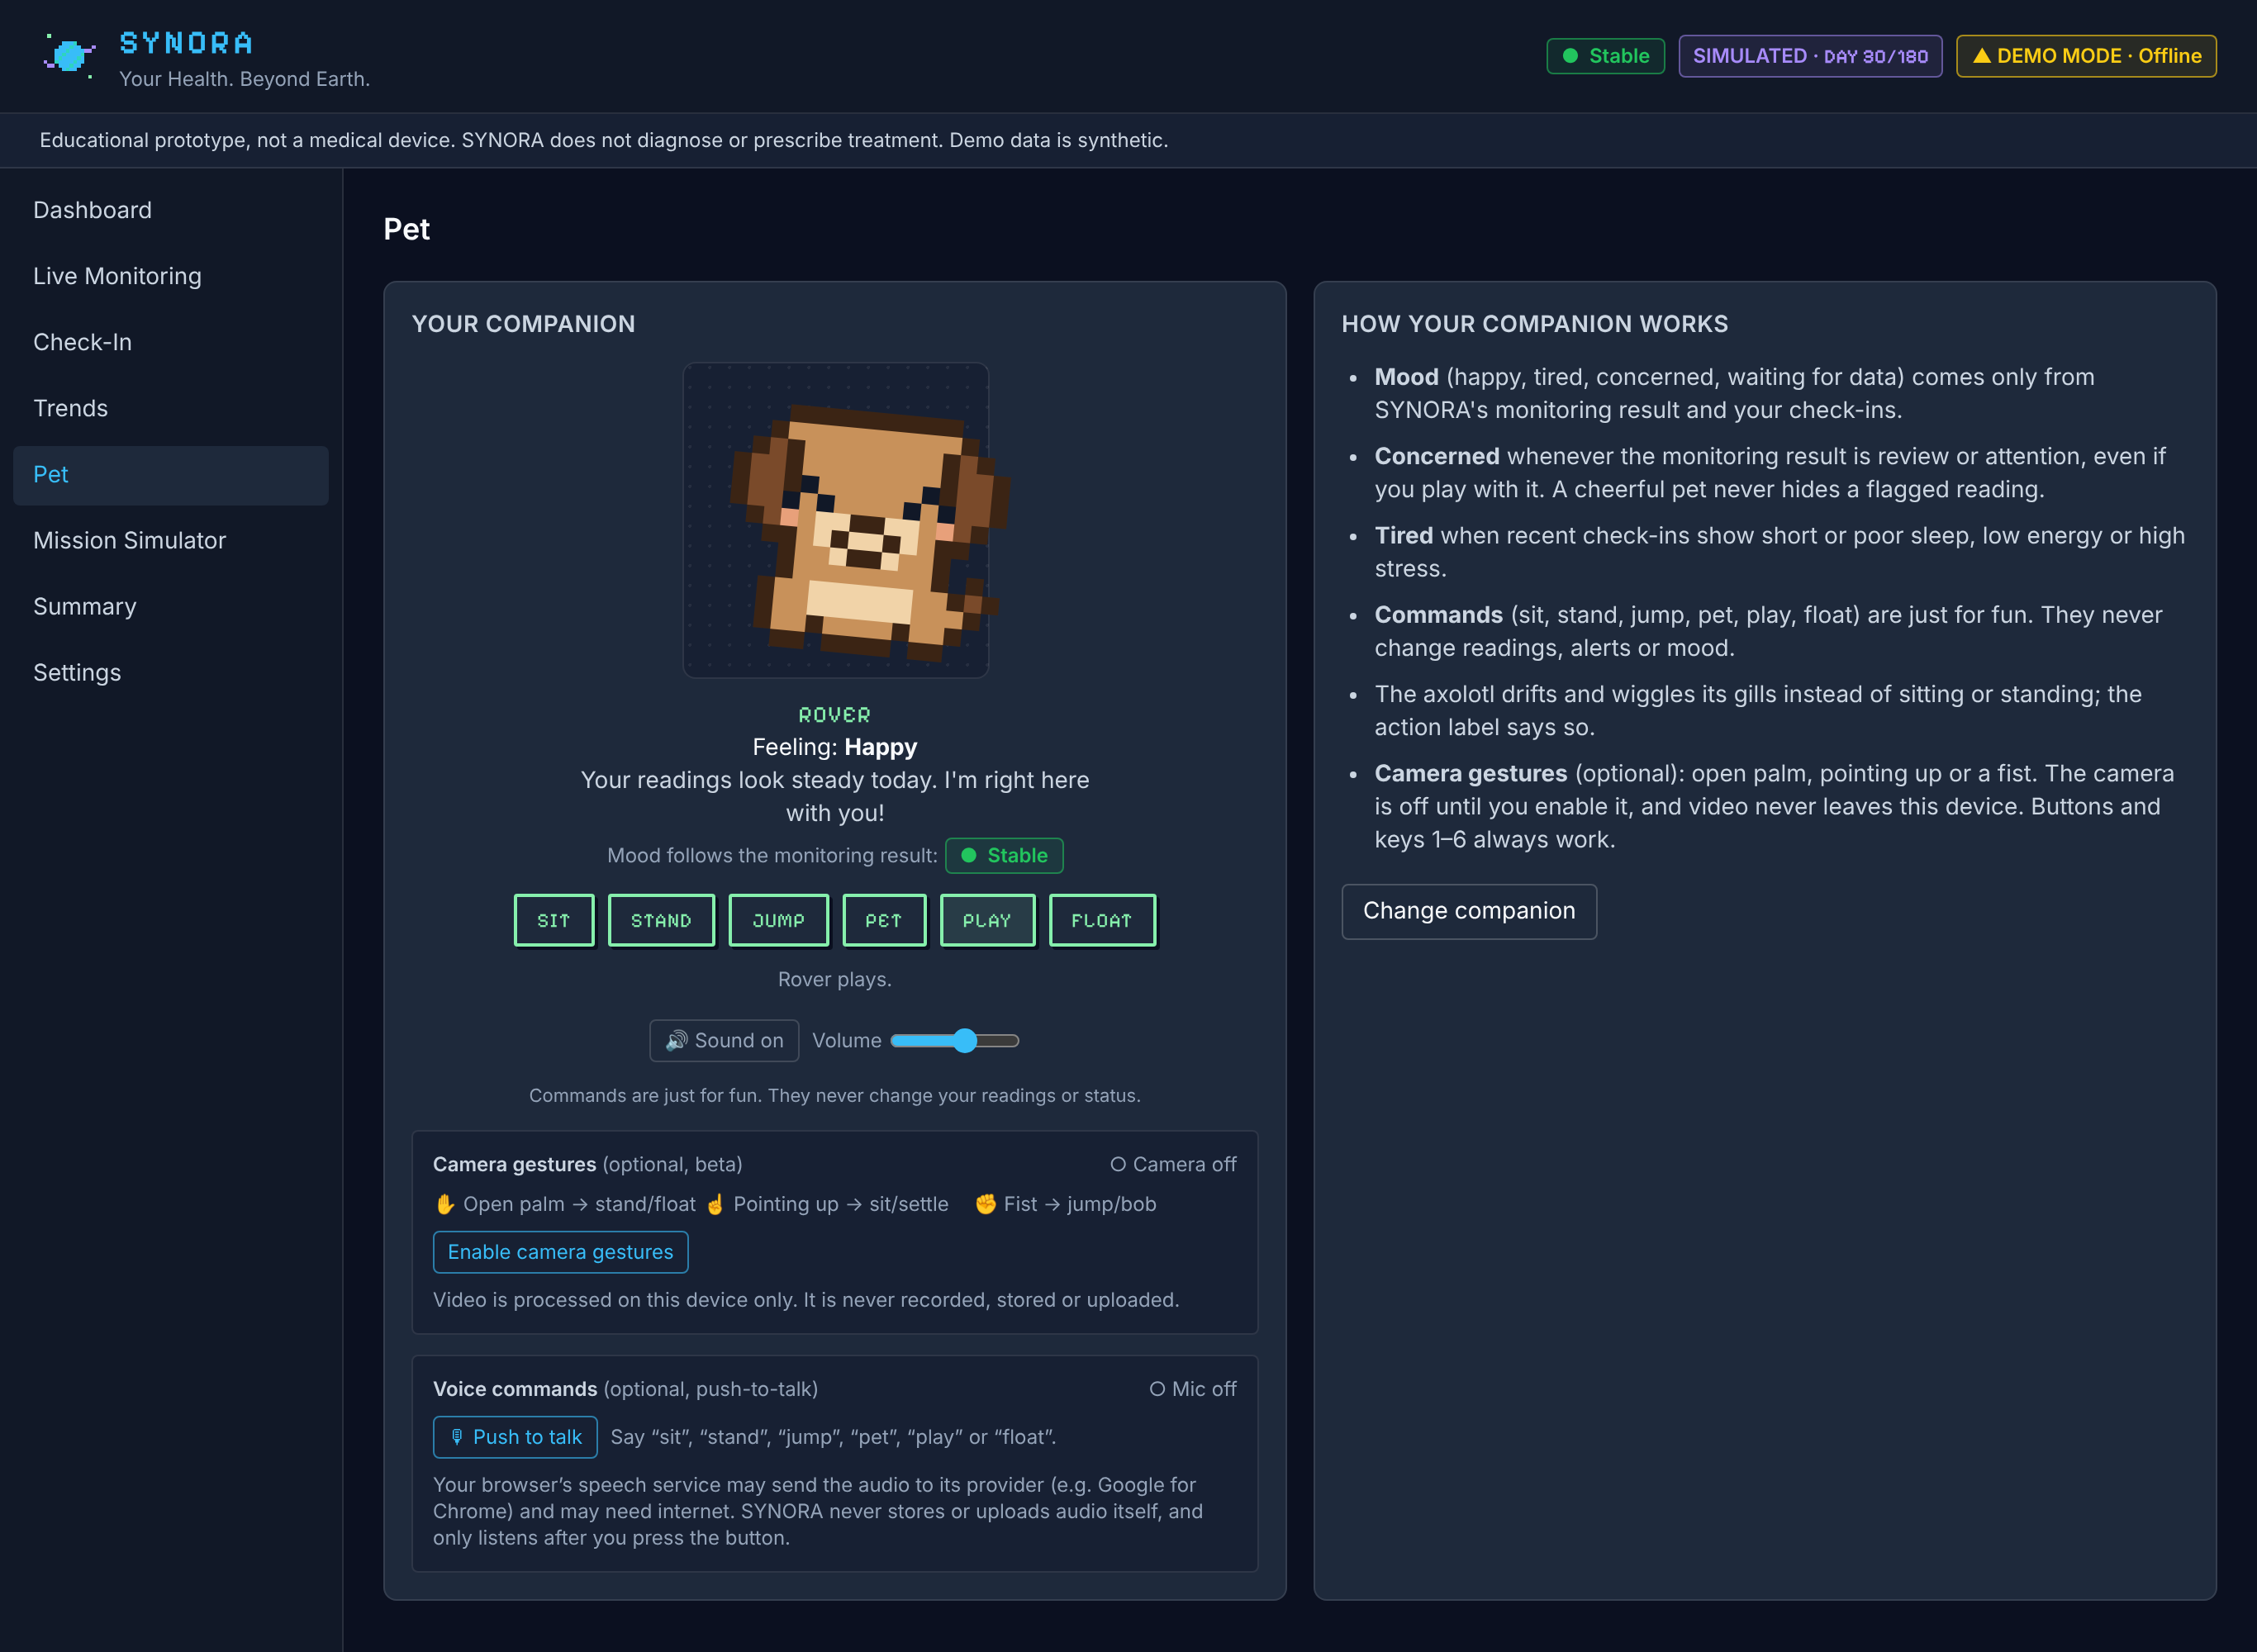 SYNORA
Your Health. Beyond Earth.
Stable
SIMULATED · DAY 30/180
DEMO MODE · Offline
Educational prototype, not a medical device. SYNORA does not diagnose or prescribe treatment. Demo data is synthetic.
Dashboard
Live Monitoring
Check-In
Trends
Pet
Mission Simulator
Summary
Settings
Pet
YOUR COMPANION
ROVER
Feeling: Happy
Your readings look steady today. I'm right here
with you!
Mood follows the monitoring result: Stable
SIT
STAND
JUMP
PET
PLAY
FLOAT
Rover plays.
Sound on
Volume
Commands are just for fun. They never change your readings or status.
Camera gestures (optional, beta)
Camera off
Open palm → stand/float
Pointing up → sit/settle
Fist → jump/bob
Enable camera gestures
Video is processed on this device only. It is never recorded, stored or uploaded.
Voice commands (optional, push-to-talk)
Mic off
Push to talk
Say “sit”, “stand”, “jump”, “pet”, “play” or “float”.
Your browser’s speech service may send the audio to its provider (e.g. Google for
Chrome) and may need internet. SYNORA never stores or uploads audio itself, and
only listens after you press the button.
HOW YOUR COMPANION WORKS
Mood (happy, tired, concerned, waiting for data) comes only from
SYNORA's monitoring result and your check-ins.
Concerned whenever the monitoring result is review or attention, even if
you play with it. A cheerful pet never hides a flagged reading.
Tired when recent check-ins show short or poor sleep, low energy or high
stress.
Commands (sit, stand, jump, pet, play, float) are just for fun. They never
change readings, alerts or mood.
The axolotl drifts and wiggles its gills instead of sitting or standing; the
action label says so.
Camera gestures (optional): open palm, pointing up or a fist. The camera
is off until you enable it, and video never leaves this device. Buttons and
keys 1–6 always work.
Change companion